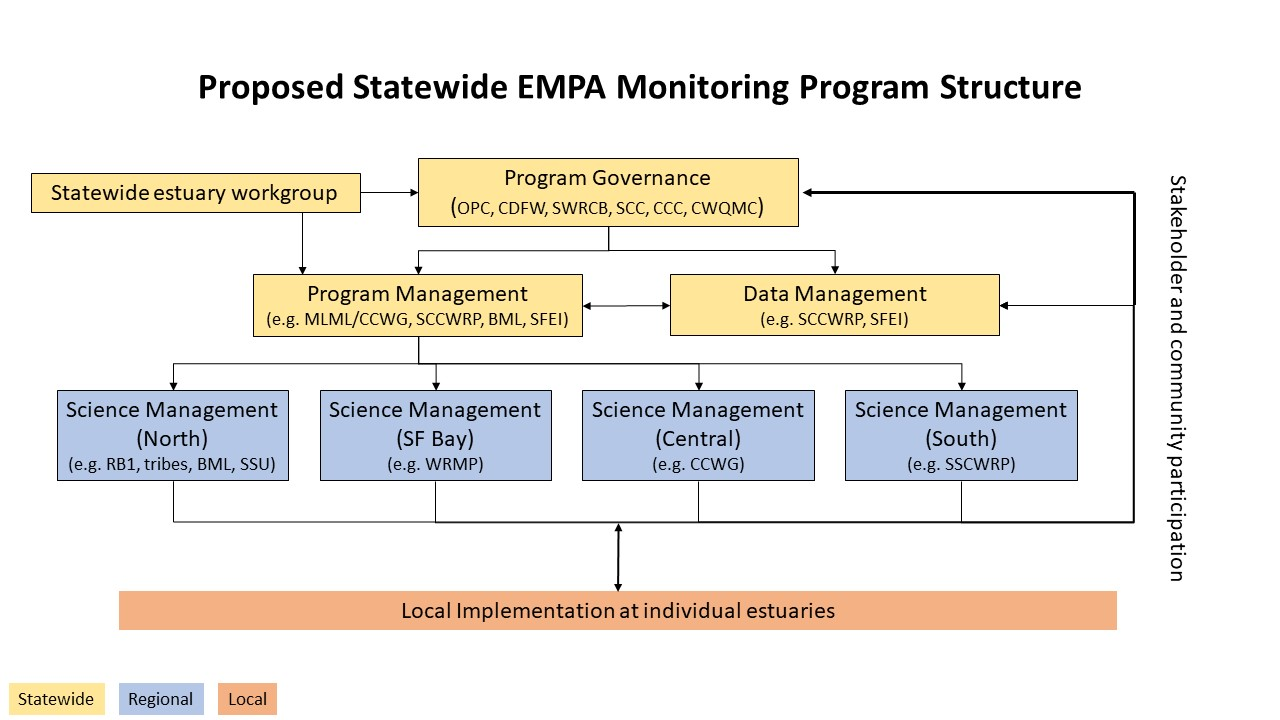 Proposed Statewide EMPA Monitoring Program Structure
Statewide estuary workgroup
Program Governance
(OPC, CDFW, SWRCB, SCC, CCC, CWQMC)
Program Management
(e.g. MLML/CCWG, SCCWRP, BML, SFEI)
Data Management
(e.g. SCCWRP, SFEI)
Science Management
(North)
(e.g. RB1, tribes, BML, SSU)
Science Management
(SF Bay)
(e.g. WRMP)
Science Management
(Central)
(e.g. CCWG)
Science Management
(South)
(e.g. SSCWRP)
Stakeholder and community participation
Local Implementation at individual estuaries
Statewide
Regional
Local